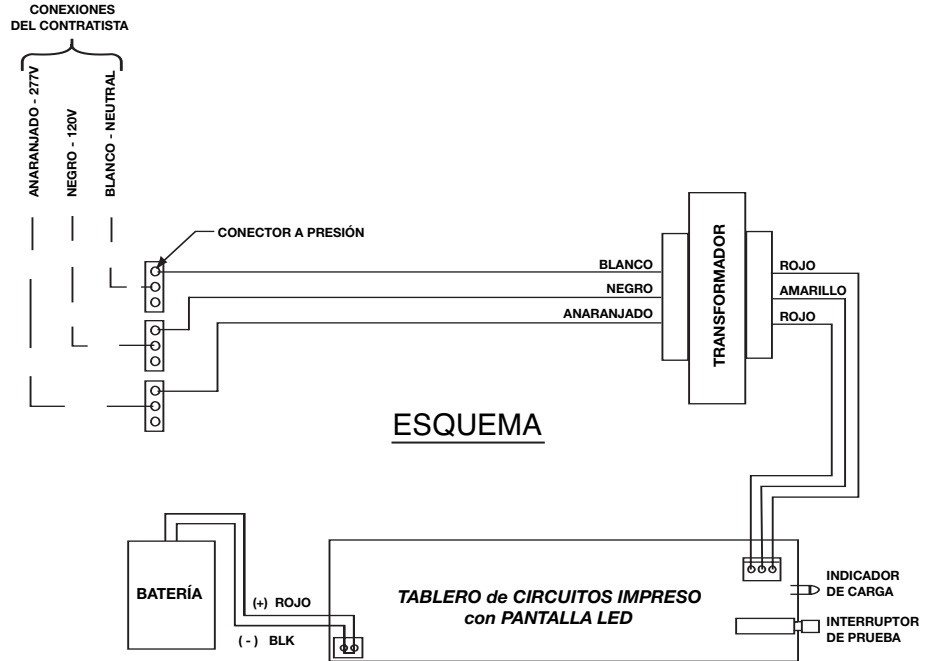 CONEXIONES
DEL CONTRATISTA
ANARANJADO - 277V
NEGRO - 120V
BLANCO - NEUTRAL
CONECTOR A PRESIÓN
BLANCO
NEGRO
ANARANJADO
TRANSFORMADOR
ROJO
AMARILLO
ROJO
ESQUEMA
BATERÍA
(+) ROJO
( - ) BLK
TABLERO de CIRCUITOS IMPRESO
con PANTALLA LED
INDICADOR
DE CARGA
INTERRUPTOR
DE PRUEBA